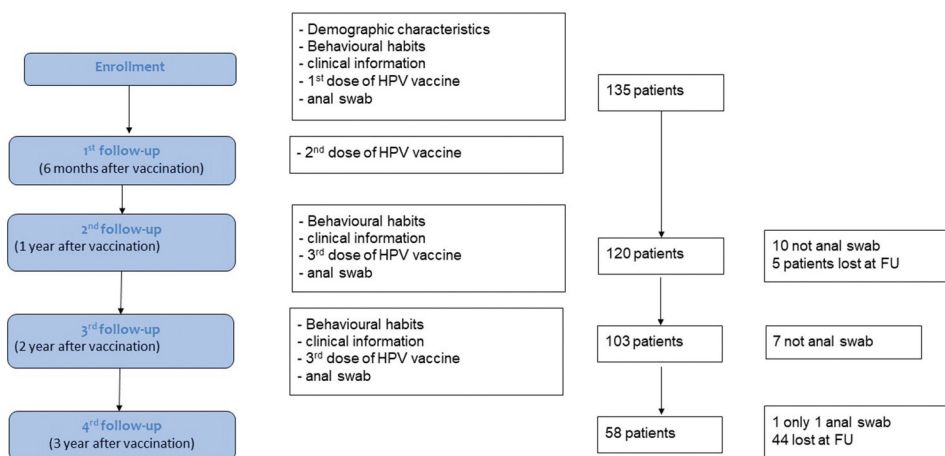 Enrollment
- Demographic characteristics
- Behavioural habits
- clinical information
- 1st dose of HPV vaccine
- anal swab
135 patients
1st follow-up
(6 months after vaccination)
- 2nd dose of HPV vaccine
2nd follow-up
(1 year after vaccination)
- Behavioural habits
- clinical information
- 3rd dose of HPV vaccine
- anal swab
120 patients
10 not anal swab
5 patients lost at FU
3rd follow-up
(2 year after vaccination)
- Behavioural habits
- clinical information
- 3rd dose of HPV vaccine
- anal swab
103 patients
7 not anal swab
4rd follow-up
(3 year after vaccination)
58 patients
1 only 1 anal swab
44 lost at FU